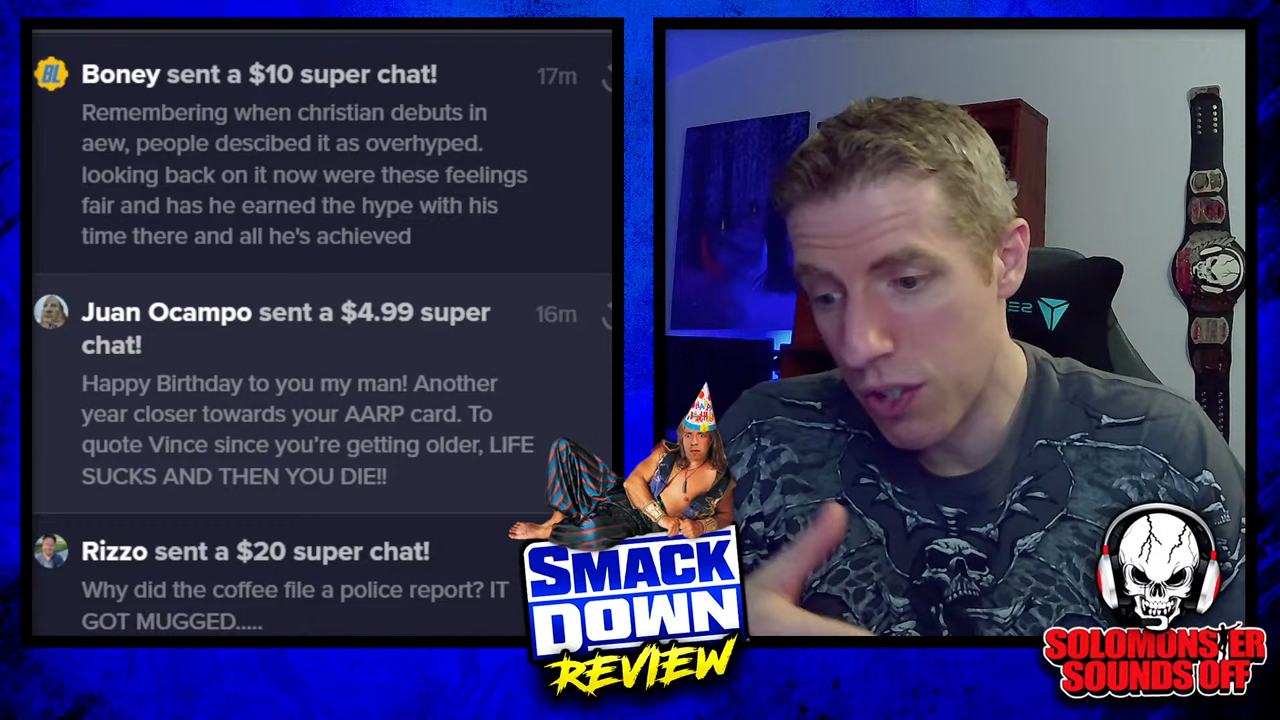 Boney sent a $10 super chat!
17m
Remembering when christian debuts in
aew, people descibed it as overhyped.
looking back on it now were these feelings
fair and has he earned the hype with his
time there and all he's achieved
Juan Ocampo sent a $4.99 super
chat!
16m
Happy Birthday to you my man! Another
year closer towards your AARP card. To
quote Vince since you're getting older, LIFE
SUCKS AND THEN YOU DIE!!
Rizzo sent a $20 super chat!
Why did the coffee file a police report? IT
GOT MUGGED.....
BL
SMACK
DOWN
REVIEW
SOLOMONSTER
SOUNDS OFF